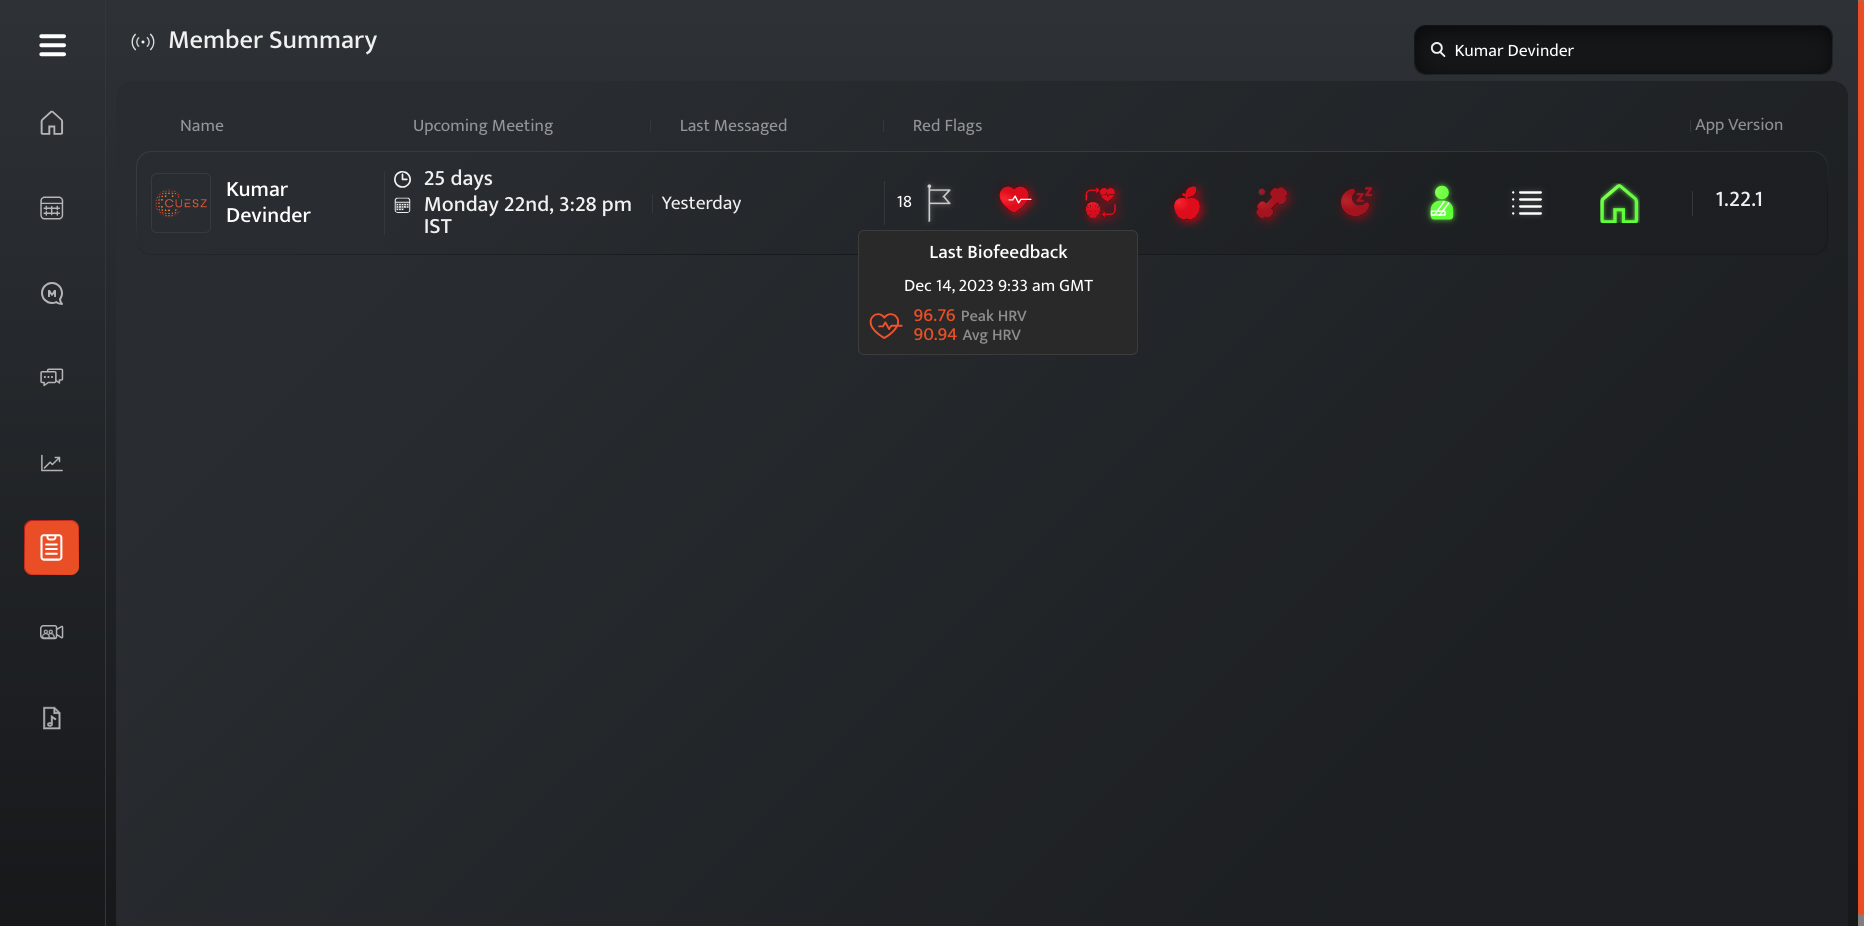 Member Summary
Kumar Devinder
Name
Upcoming Meeting
Last Messaged
Red Flags
App Version
CUESZ
Kumar
Devinder
25 days
Monday 22nd, 3:28 pm
IST
Yesterday
18
1.22.1
Last Biofeedback
Dec 14, 2023 9:33 am GMT
96.76 Peak HRV
90.94 Avg HRV